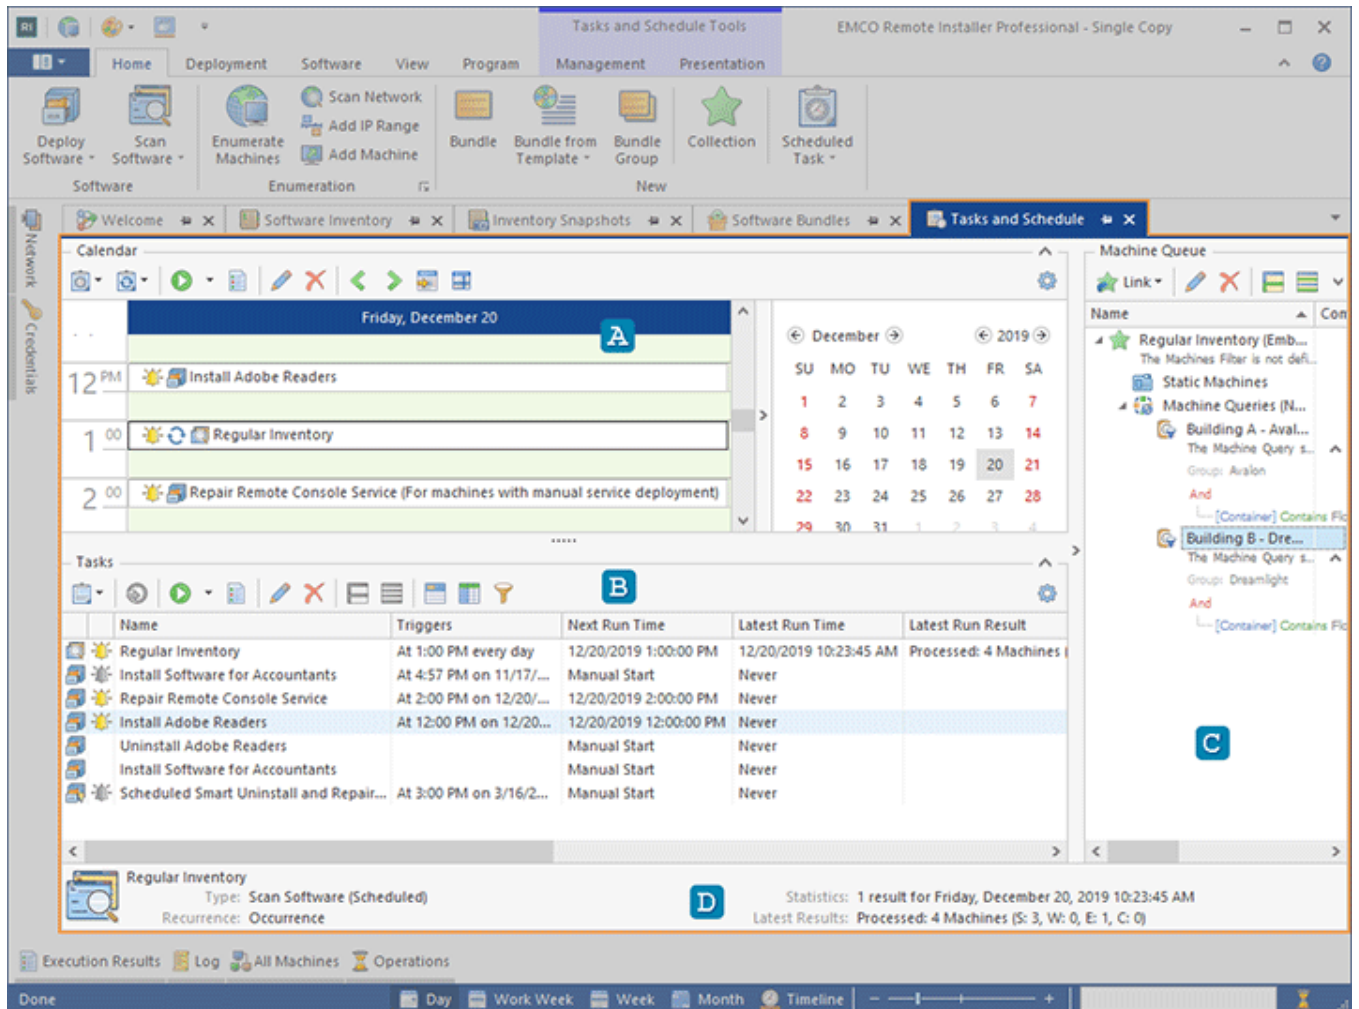 RI
Tasks and Schedule Tools
EMCO Remote Installer Professional - Single Copy
Home Deployment Software View Program Management Presentation
Deploy Software
Scan Software
Enumerate Machines
Scan Network
Add IP Range
Add Machine
Bundle
Bundle from Template
Bundle Group
Collection
Scheduled Task
Software Enumeration New
Welcome Software Inventory Inventory Snapshots Software Bundles Tasks and Schedule
Network
Credentials
Calendar
Friday, December 20
A
12 PM Install Adobe Readers
1 00 Regular Inventory
2 00 Repair Remote Console Service (For machines with manual service deployment)
December 2019
SU MO TU WE TH FR SA
1 2 3 4 5 6 7
8 9 10 11 12 13 14
15 16 17 18 19 20 21
22 23 24 25 26 27 28
29 30 31 1 2 3 4
Machine Queue
Link
Name Con
Regular Inventory (Emb...
The Machines Filter is not defi...
Static Machines
Machine Queries (N...
Building A - Aval...
The Machine Query s...
Group: Avalon
And
[Container] Contains Flo
Building B - Dre...
The Machine Query s...
Group: Dreamlight
And
[Container] Contains Flo
C
Tasks
B
Name Triggers Next Run Time Latest Run Time Latest Run Result
Regular Inventory At 1:00 PM every day 12/20/2019 1:00:00 PM 12/20/2019 10:23:45 AM Processed: 4 Machines (
Install Software for Accountants At 4:57 PM on 11/17/... Manual Start Never
Repair Remote Console Service At 2:00 PM on 12/20/... 12/20/2019 2:00:00 PM Never
Install Adobe Readers At 12:00 PM on 12/20... 12/20/2019 12:00:00 PM Never
Uninstall Adobe Readers Manual Start Never
Install Software for Accountants Manual Start Never
Scheduled Smart Uninstall and Repair... At 3:00 PM on 3/16/2... Manual Start Never
Regular Inventory
Type: Scan Software (Scheduled)
Recurrence: Occurrence
D
Statistics: 1 result for Friday, December 20, 2019 10:23:45 AM
Latest Results: Processed: 4 Machines (S: 3, W: 0, E: 1, C: 0)
Execution Results Log All Machines Operations
Done Day Work Week Week Month Timeline